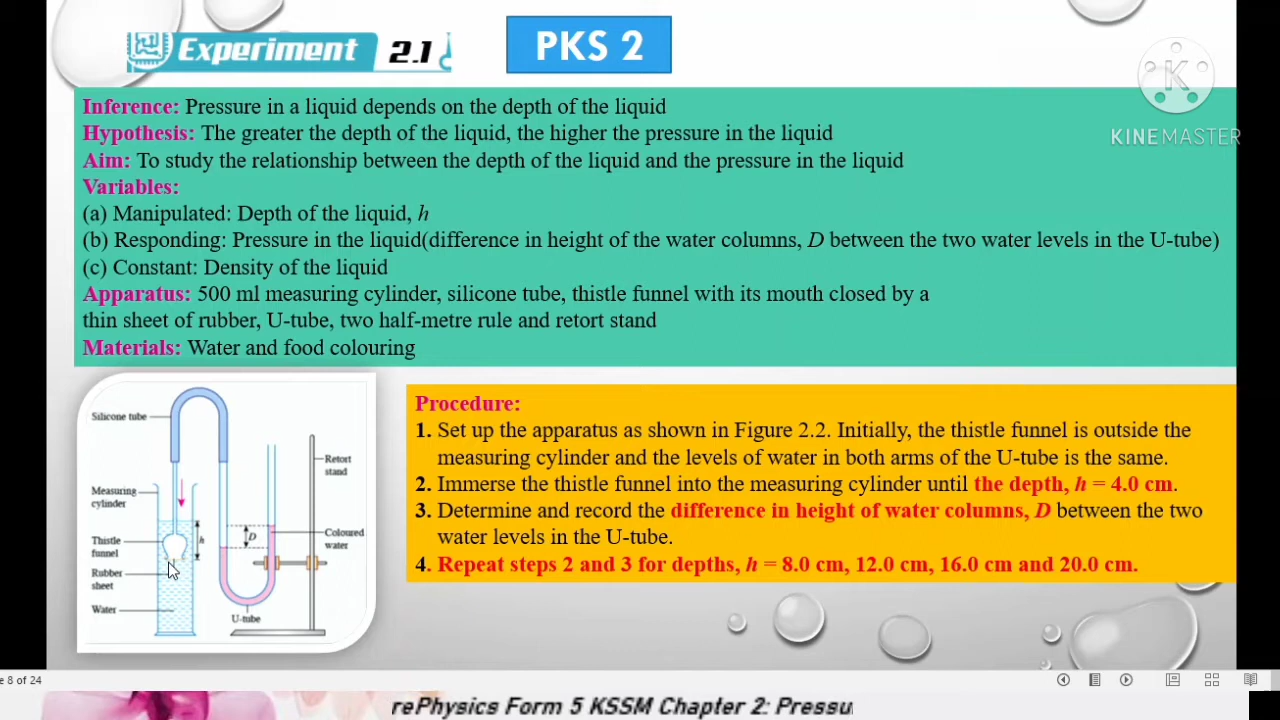 Experiment 2.1
PKS 2
K
KINEMASTER
Inference: Pressure in a liquid depends on the depth of the liquid
Hypothesis: The greater the depth of the liquid, the higher the pressure in the liquid
Aim: To study the relationship between the depth of the liquid and the pressure in the liquid
Variables:
(a) Manipulated: Depth of the liquid, h
(b) Responding: Pressure in the liquid(difference in height of the water columns, D between the two water levels in the U-tube)
(c) Constant: Density of the liquid
Apparatus: 500 ml measuring cylinder, silicone tube, thistle funnel with its mouth closed by a
thin sheet of rubber, U-tube, two half-metre rule and retort stand
Materials: Water and food colouring
Silicone tube
Retort
stand
Measuring
cylinder
Thistle
funnel
h
D
Coloured
water
Rubber
sheet
Water
U-tube
Procedure:
1. Set up the apparatus as shown in Figure 2.2. Initially, the thistle funnel is outside the
measuring cylinder and the levels of water in both arms of the U-tube is the same.
2. Immerse the thistle funnel into the measuring cylinder until the depth, h = 4.0 cm.
3. Determine and record the difference in height of water columns, D between the two
water levels in the U-tube.
4. Repeat steps 2 and 3 for depths, h = 8.0 cm, 12.0 cm, 16.0 cm and 20.0 cm.
e 8 of 24
rePhysics Form 5 KSSM Chapter 2: Pressu